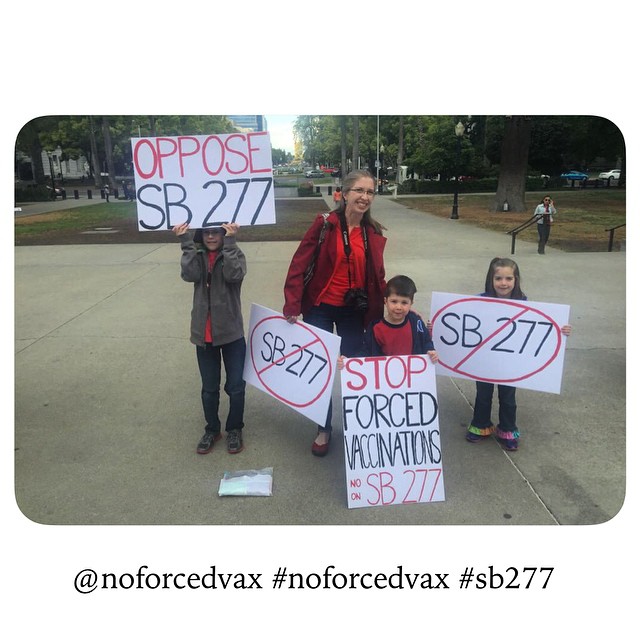 OPPOSE
SB 277
SB 277
STOP
FORCED
VACCINATIONS
NO
ON
SB 277
SB 277
@noforcedvax #noforcedvax #sb277